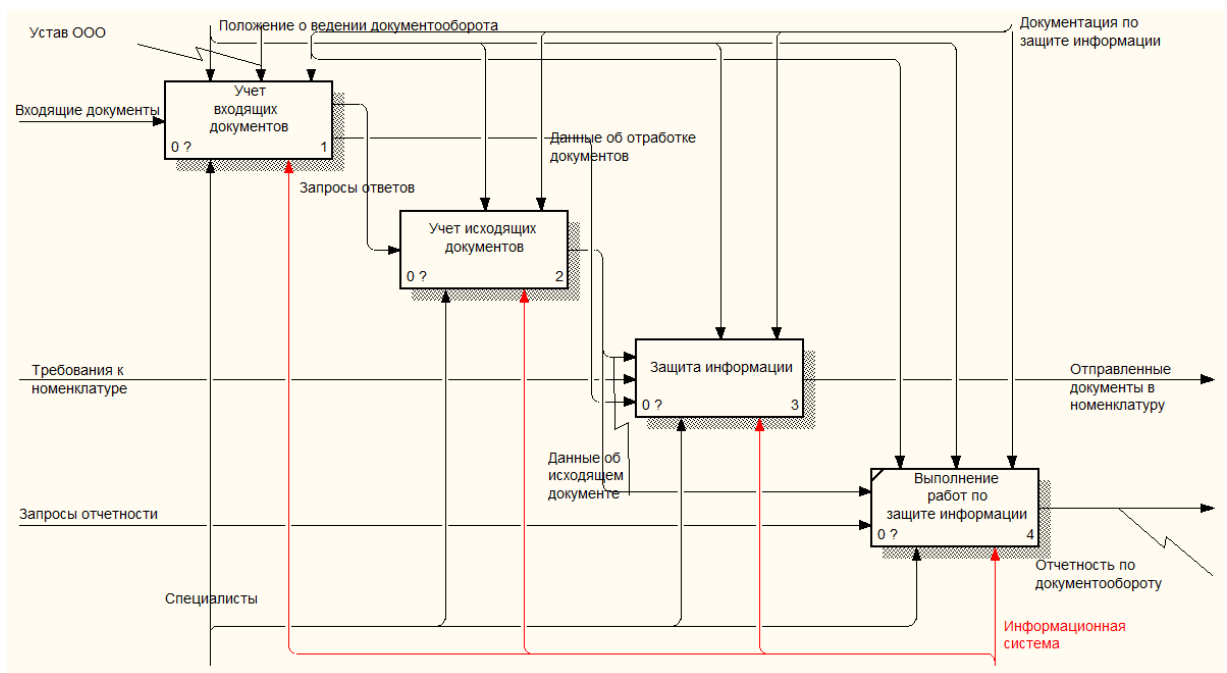 Устав ООО
Положение о ведении документооборота
Документация по
защите информации
Входящие документы
Учет
входящих
документов
0 ?
1
Данные об отработке
документов
Запросы ответов
Учет исходящих
документов
0 ?
2
Требования к
номенклатуре
Защита информации
0 ?
3
Отправленные
документы в
номенклатуру
Данные об
исходящем
документе
Запросы отчетности
Выполнение
работ по
защите информации
0 ?
4
Отчетность по
документообороту
Специалисты
Информационная
система